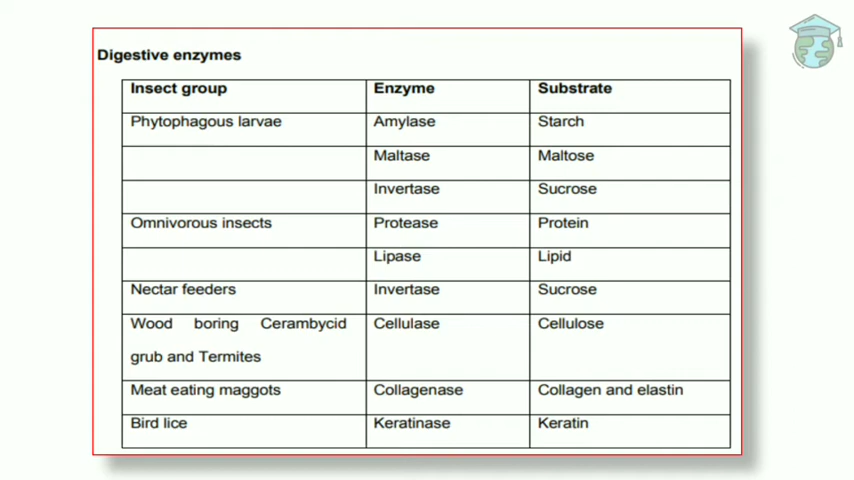 Digestive enzymes
Insect group Enzyme Substrate
Phytophagous larvae Amylase Starch
Maltase Maltose
Invertase Sucrose
Omnivorous insects Protease Protein
Lipase Lipid
Nectar feeders Invertase Sucrose
Wood boring Cerambycid Cellulase Cellulose
grub and Termites
Meat eating maggots Collagenase Collagen and elastin
Bird lice Keratinase Keratin